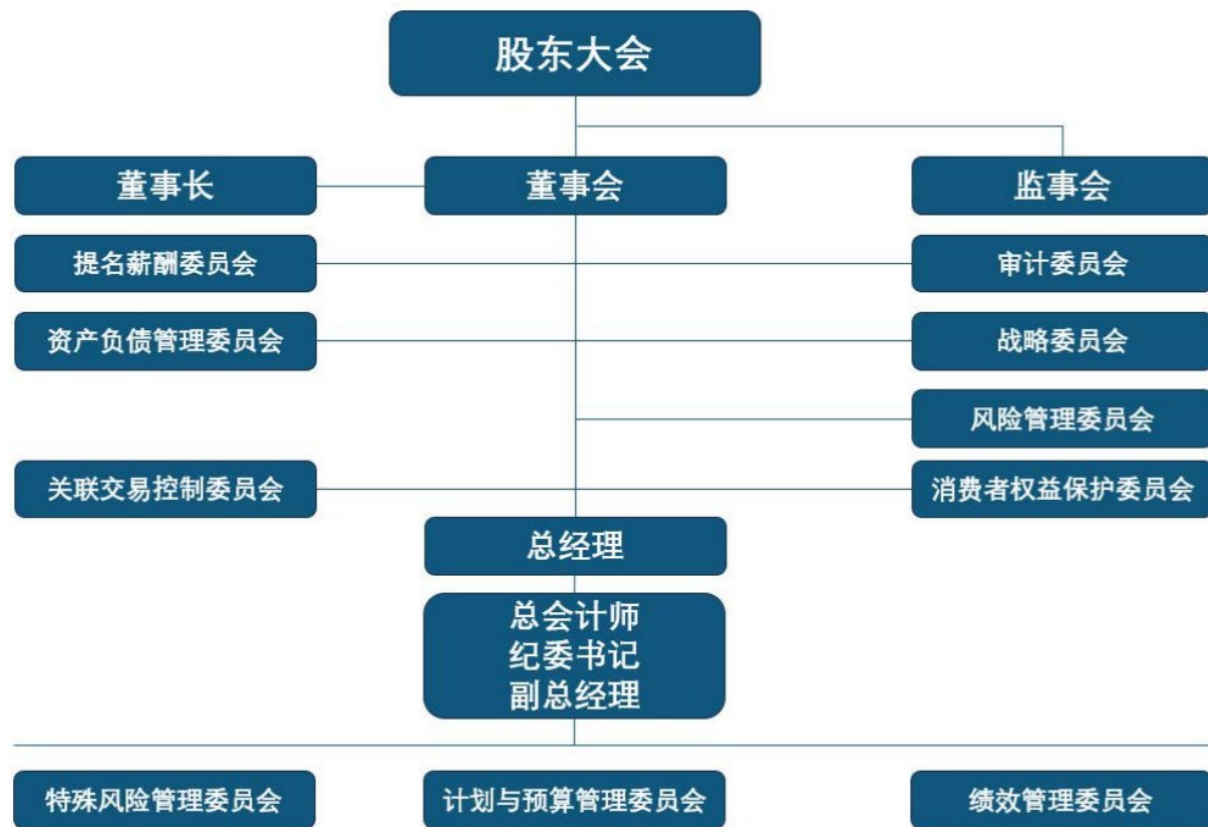 股东大会
董事长
董事会
监事会
提名薪酬委员会
审计委员会
资产负债管理委员会
战略委员会
风险管理委员会
关联交易控制委员会
消费者权益保护委员会
总经理
总会计师
纪委书记
副总经理
特殊风险管理委员会
计划与预算管理委员会
绩效管理委员会